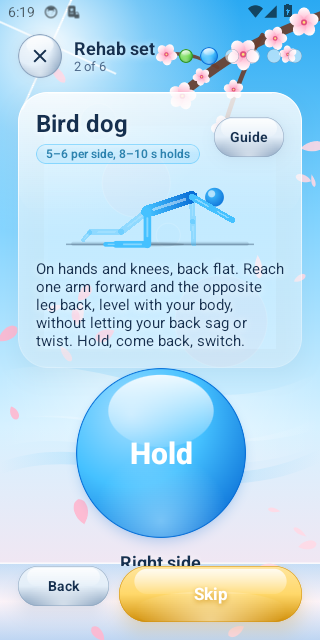 6:19
Rehab set
2 of 6
Bird dog
Guide
5–6 per side, 8–10 s holds
On hands and knees, back flat. Reach
one arm forward and the opposite
leg back, level with your body,
without letting your back sag or
twist. Hold, come back, switch.
Hold
Right side
Back
Skip